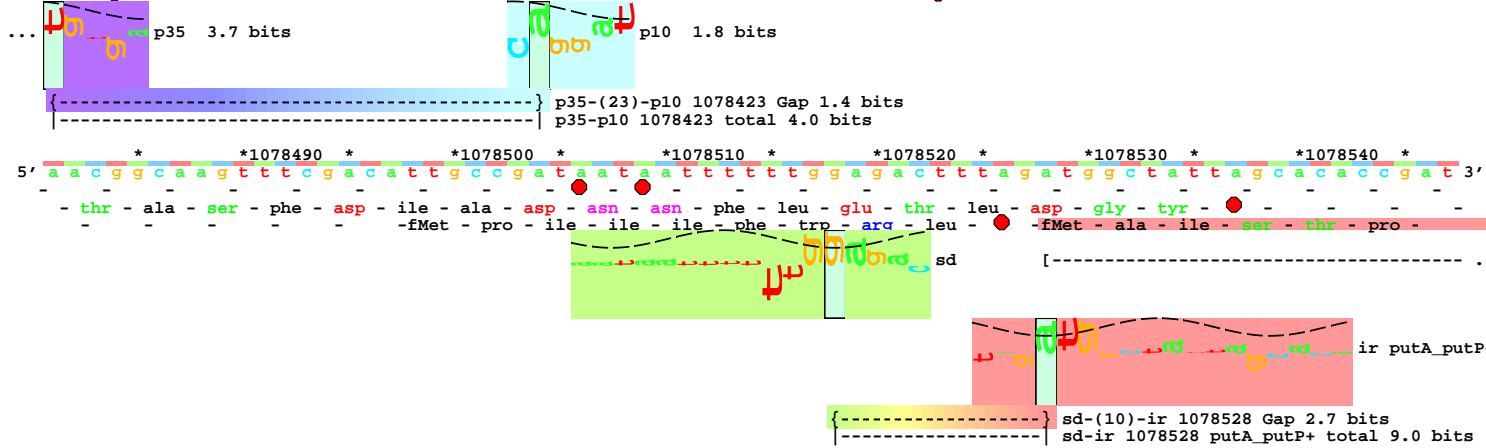 ... t g t g a p35 3.7 bits c a g g a t p10 1.8 bits
{----------------------------------------------} p35-(23)-p10 1078423 Gap 1.4 bits
|----------------------------------------------| p35-p10 1078423 total 4.0 bits
* *1078490 * *1078500 * *1078510 * *1078520 * *1078530 * *1078540 *
5' a a c g g c a a g t t t c g a c a t t g c c g a t a a t a a t t t t t t g g a g a c t t t a g a t g g c t a t t a g c a c a c c g a t 3'
- thr - ala - ser - phe - asp - ile - ala - asp - asn - asn - phe - leu - glu - thr - leu - asp - gly - tyr -
- - - - - -fMet - pro - ile - ile - ile - phe - trp - arg - leu - -fMet - ala - ile - ser - thr - pro -
a a t a a t t t t t t g g a g a c sd
[--------------------------------------- .
t a g a t g g c t a t t a g c a c a ir putA_putP
{--------------------} sd-(10)-ir 1078528 Gap 2.7 bits
|--------------------| sd-ir 1078528 putA_putP+ total 9.0 bits